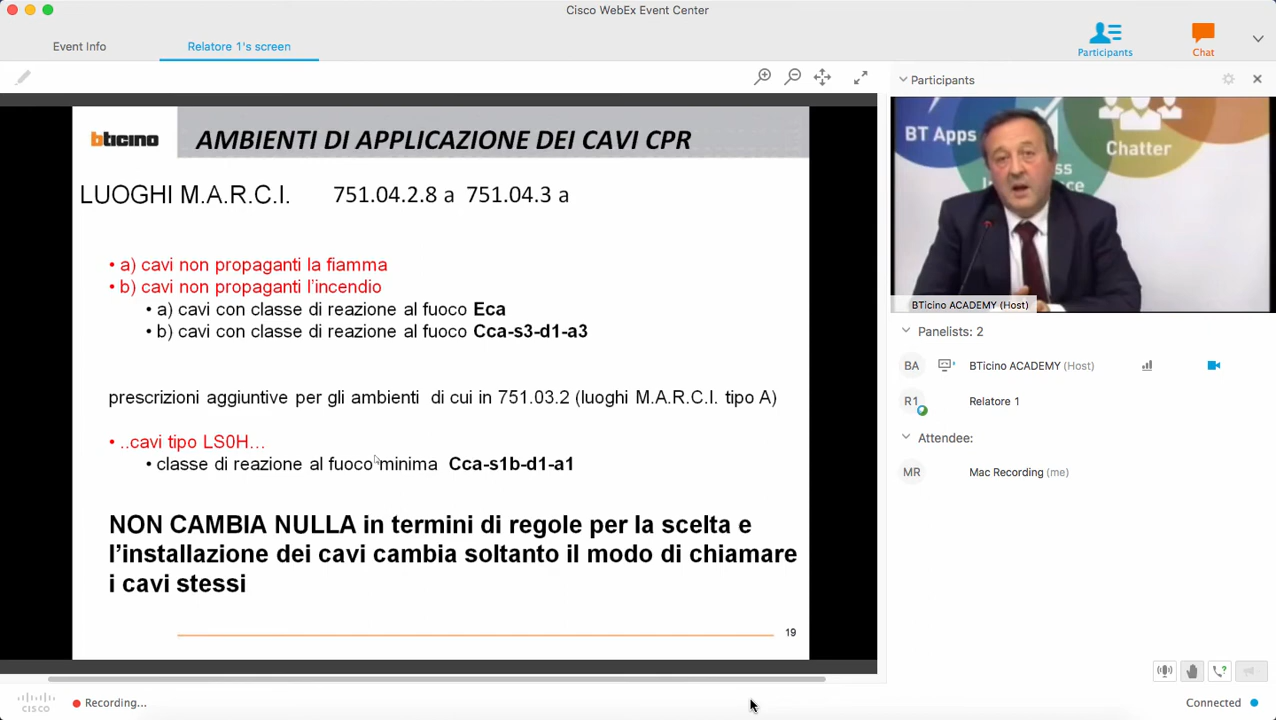 Cisco WebEx Event Center
Event Info
Relatore 1's screen
Participants
Chat
bticino
AMBIENTI DI APPLICAZIONE DEI CAVI CPR
LUOGHI M.A.R.C.I. 751.04.2.8 a 751.04.3 a
• a) cavi non propaganti la fiamma
• b) cavi non propaganti l'incendio
• a) cavi con classe di reazione al fuoco Eca
• b) cavi con classe di reazione al fuoco Cca-s3-d1-a3
prescrizioni aggiuntive per gli ambienti di cui in 751.03.2 (luoghi M.A.R.C.I. tipo A)
• ..cavi tipo LS0H...
• classe di reazione al fuoco minima Cca-s1b-d1-a1
NON CAMBIA NULLA in termini di regole per la scelta e
l'installazione dei cavi cambia soltanto il modo di chiamare
i cavi stessi
19
Participants
BT Apps
Chatter
BTicino ACADEMY (Host)
Panelists: 2
BA BTicino ACADEMY (Host)
R1 Relatore 1
Attendee:
MR Mac Recording (me)
CISCO
Recording...
Connected